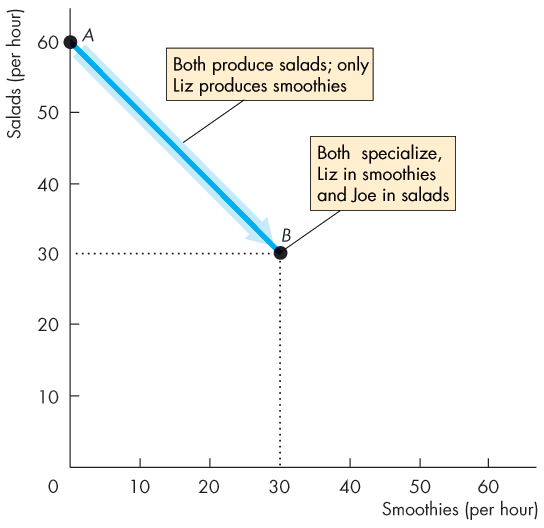 Salads (per hour)
60
50
40
30
20
10
0
A
Both produce salads; only
Liz produces smoothies
Both specialize,
Liz in smoothies
and Joe in salads
B
10
20
30
40
50
60
Smoothies (per hour)